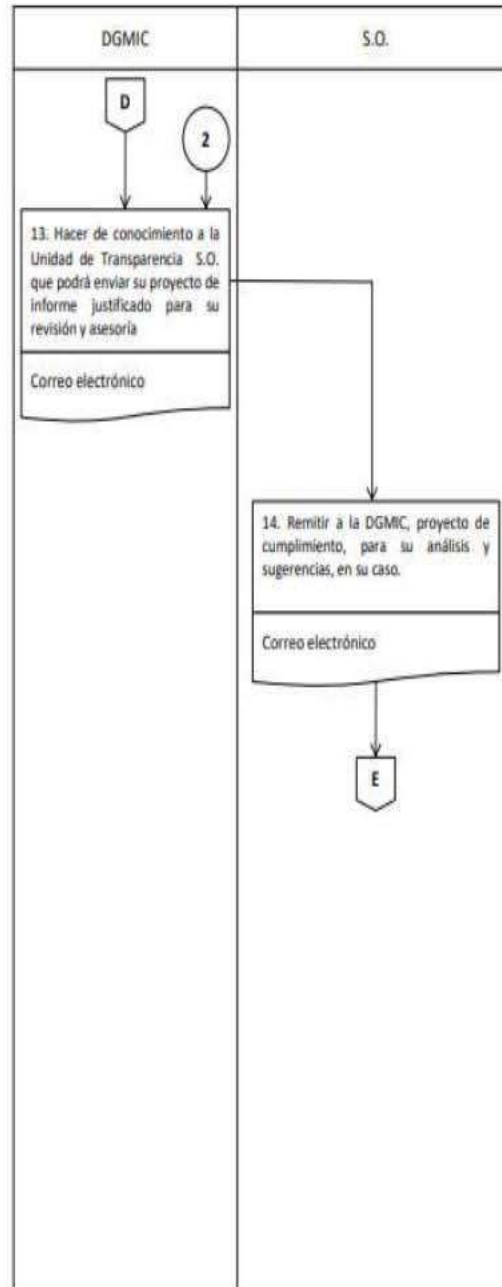 DGMIC
S.O.
D
2
13. Hacer de conocimiento a la
Unidad de Transparencia S.O.
que podrá enviar su proyecto de
informe justificado para su
revisión y asesoría
Correo electrónico
14. Remitir a la DGMIC, proyecto de
cumplimiento, para su análisis y
sugerencias, en su caso.
Correo electrónico
E